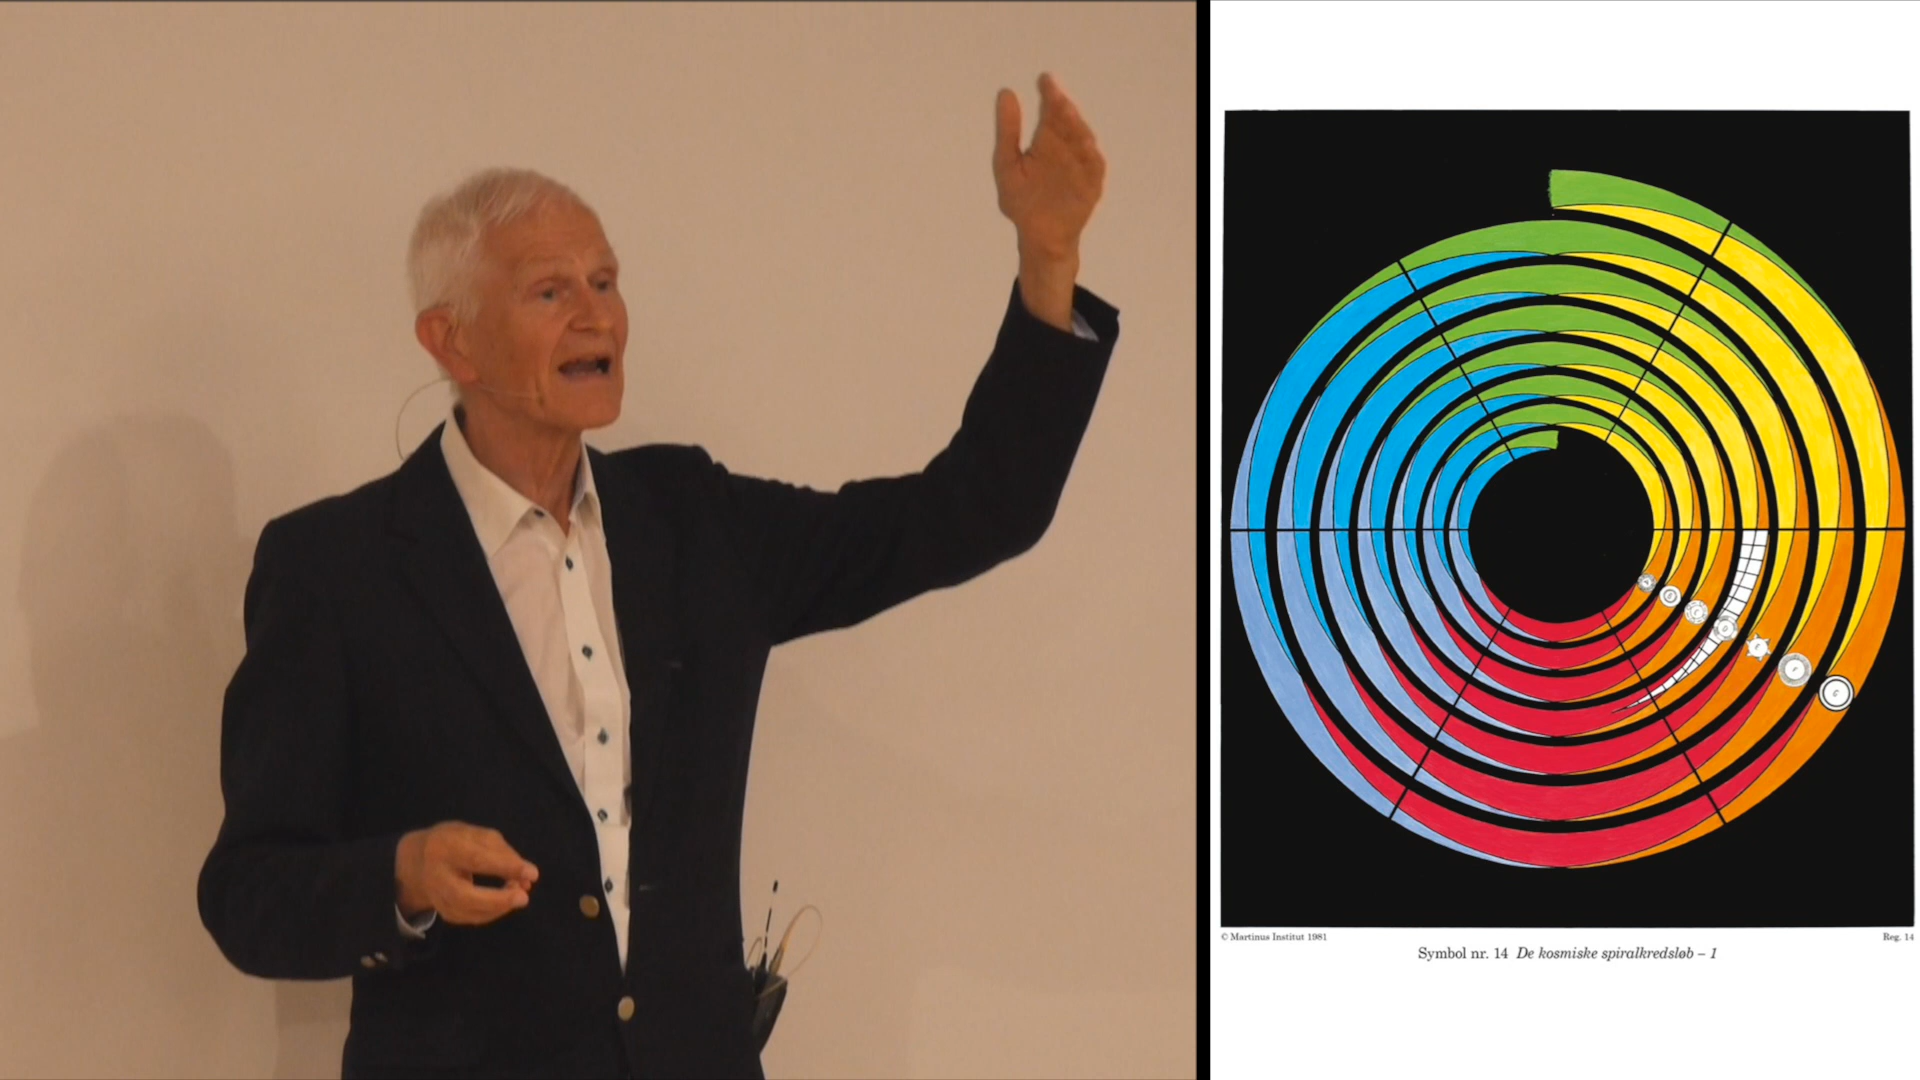 © Martinus Institut 1981
Reg. 14
Symbol nr. 14 De kosmiske spiralkredsløb – 1